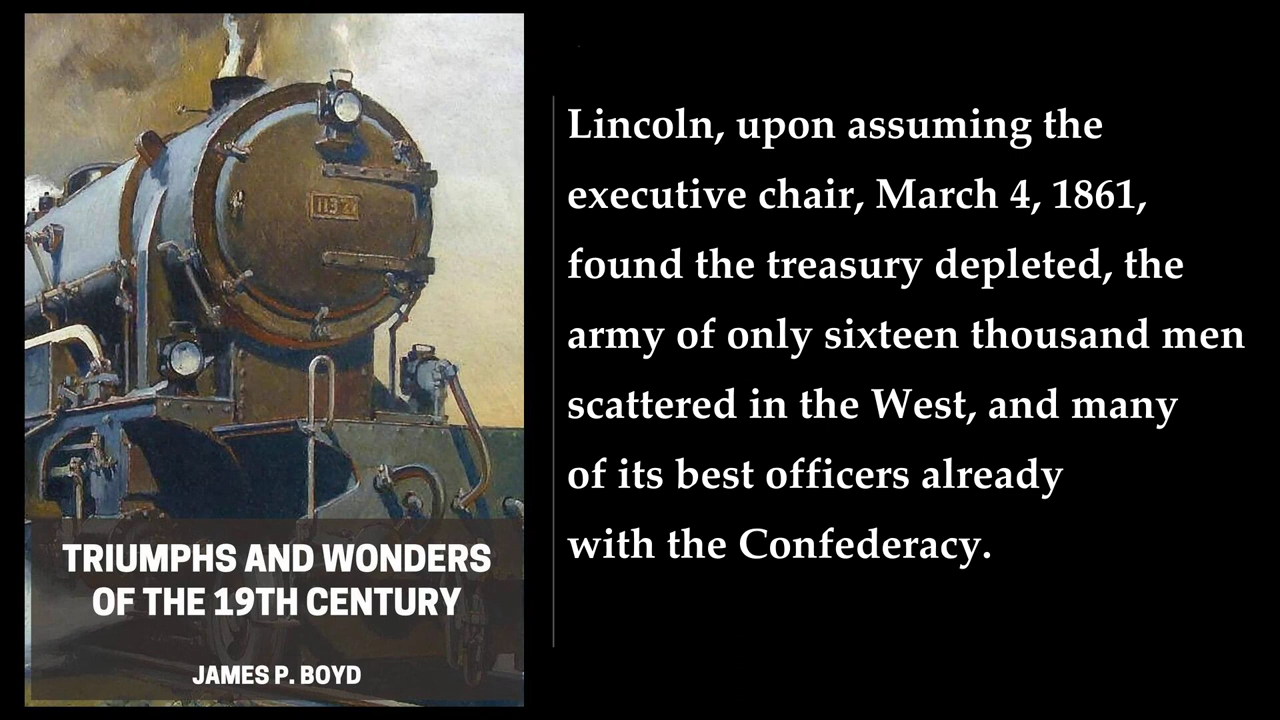 TRIUMPHS AND WONDERS
OF THE 19TH CENTURY
JAMES P. BOYD
Lincoln, upon assuming the
executive chair, March 4, 1861,
found the treasury depleted, the
army of only sixteen thousand men
scattered in the West, and many
of its best officers already
with the Confederacy.